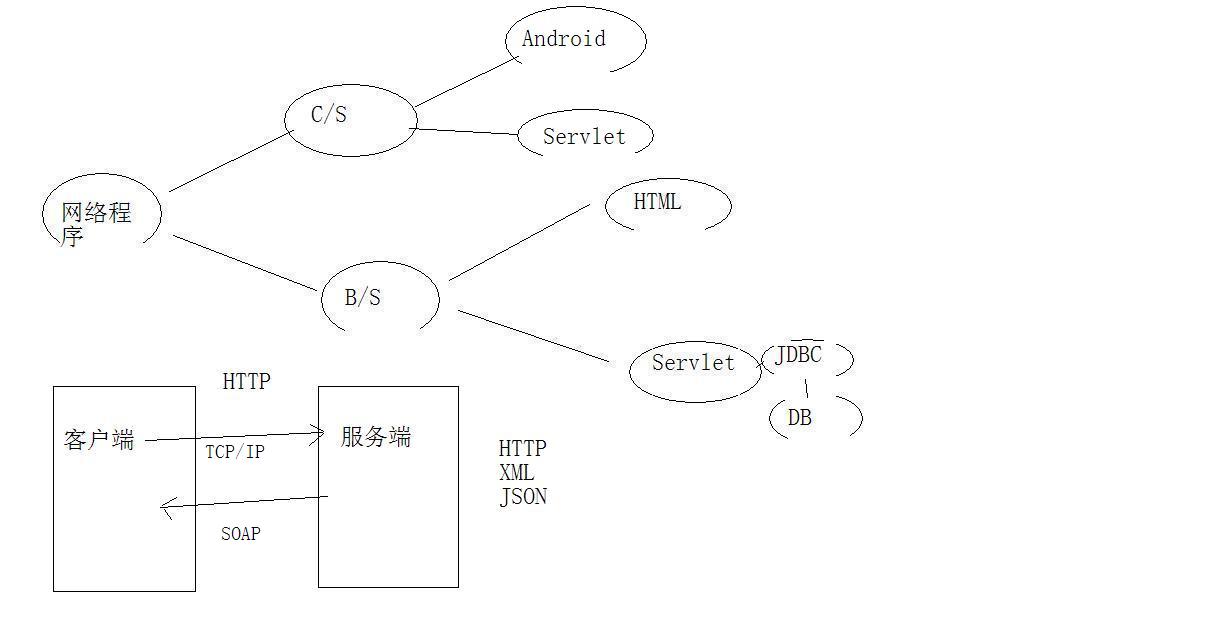 Android
C/S
Servlet
HTML
网络程
序
B/S
Servlet
JDBC
DB
HTTP
客户端
服务端
TCP/IP
SOAP
HTTP
XML
JSON